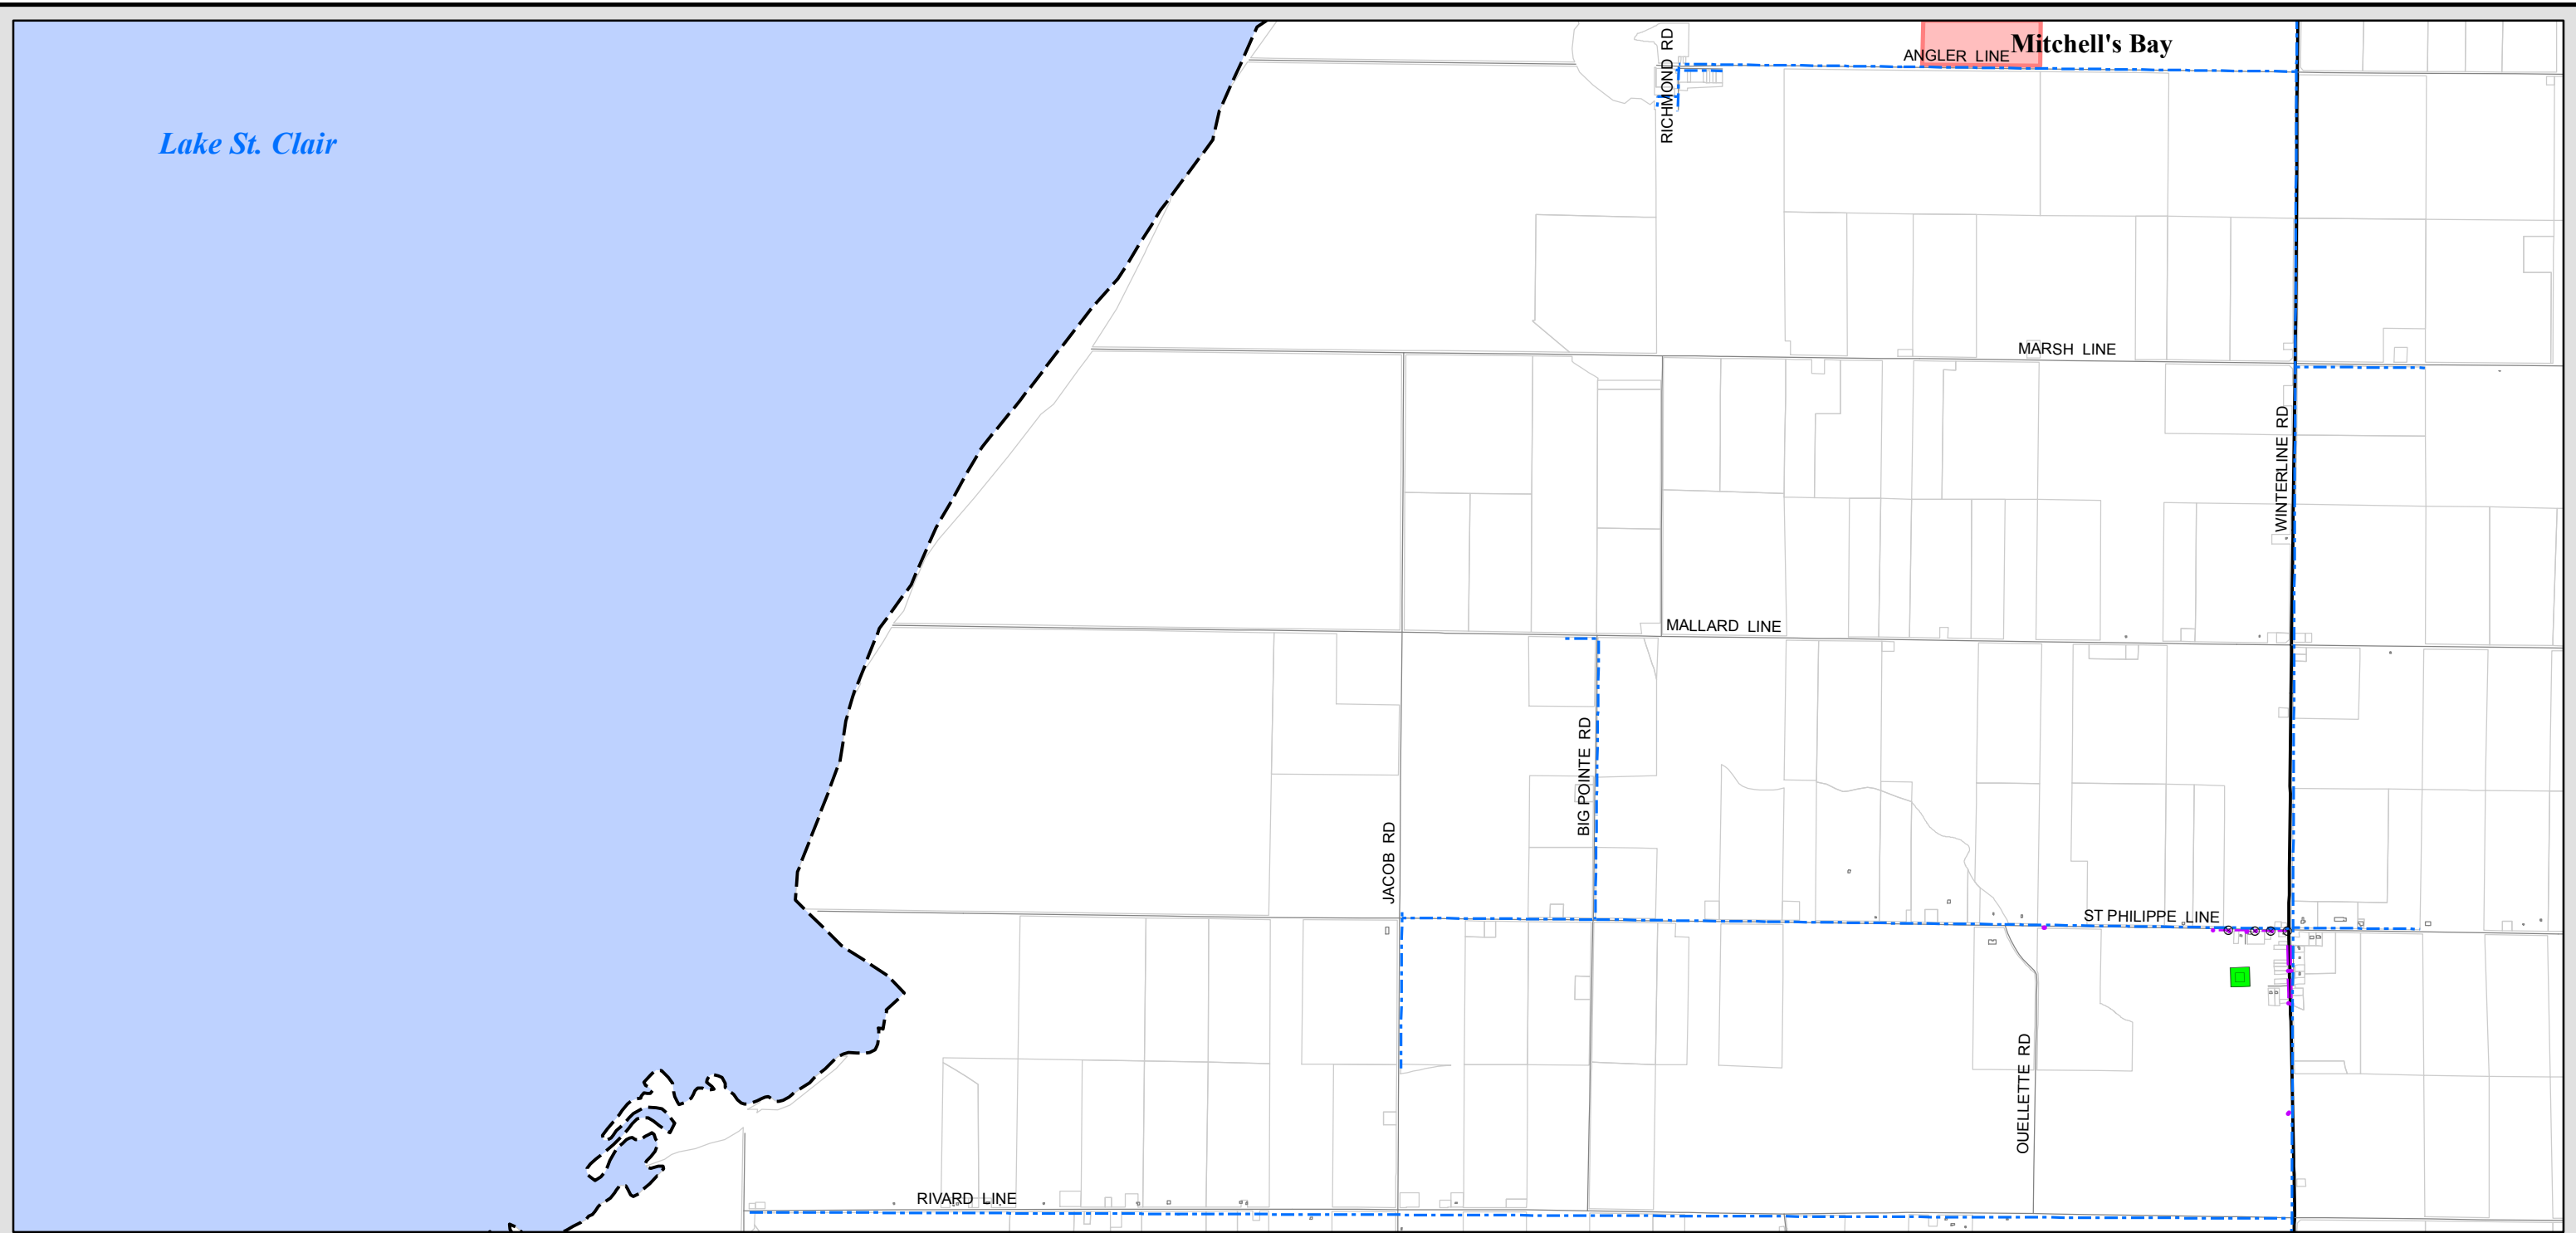 RICHMOND RD
Mitchell's Bay
ANGLER LINE
Lake St. Clair
MARSH LINE
WINTERLINE RD
MALLARD LINE
BIG POINTE RD
JACOB RD
ST PHILIPPE LINE
OUELLETTE RD
RIVARD LINE